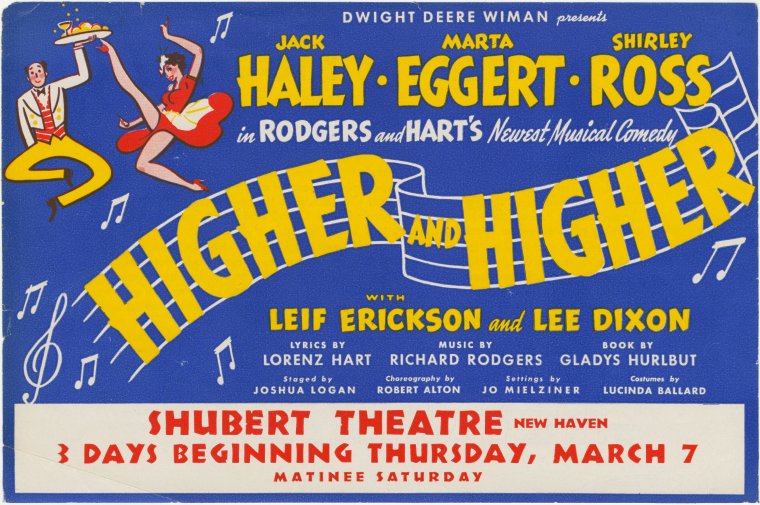 DWIGHT DEERE WIMAN presents
JACK HALEY · MARTA EGGERT · SHIRLEY ROSS
in RODGERS and HART'S Newest Musical Comedy
HIGHER AND HIGHER
WITH
LEIF ERICKSON and LEE DIXON
LYRICS BY LORENZ HART
MUSIC BY RICHARD RODGERS
BOOK BY GLADYS HURLBUT
Staged by JOSHUA LOGAN
Choreography by ROBERT ALTON
Settings by JO MIELZINER
Costumes by LUCINDA BALLARD
SHUBERT THEATRE NEW HAVEN
3 DAYS BEGINNING THURSDAY, MARCH 7
MATINEE SATURDAY